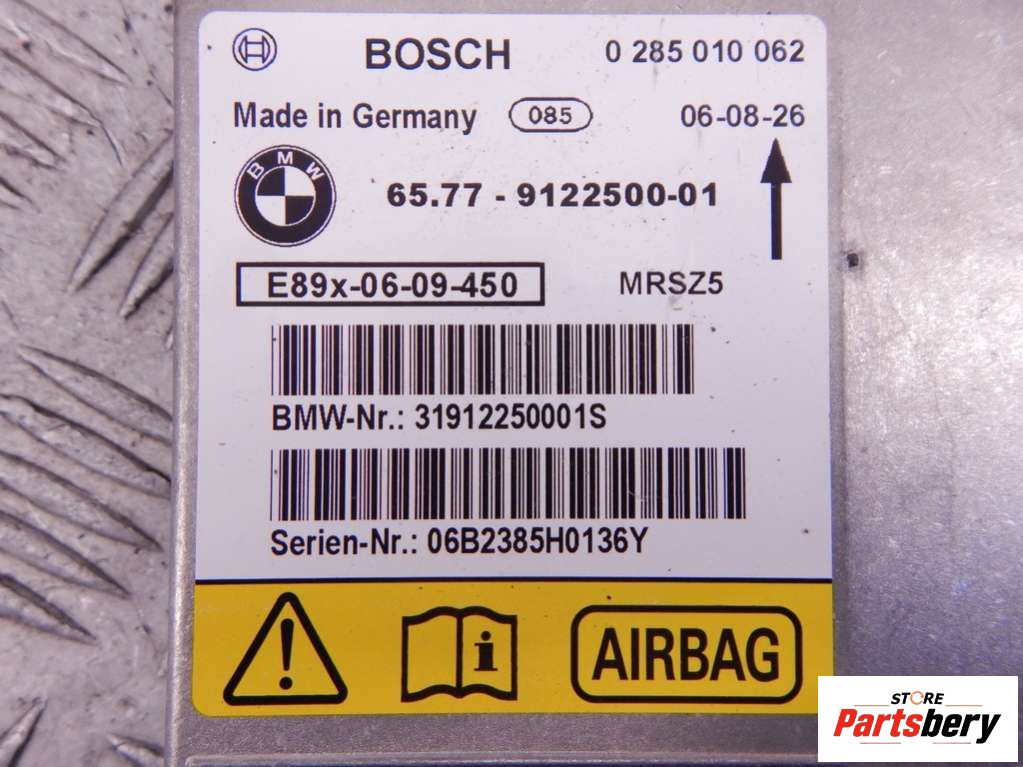 BOSCH 0 285 010 062
Made in Germany 085 06-08-26
BMW 65.77 - 9122500-01
E89x-06-09-450 MRSZ5
BMW-Nr.: 31912250001S
Serien-Nr.: 06B2385H0136Y
! i AIRBAG
STORE
Partsbery